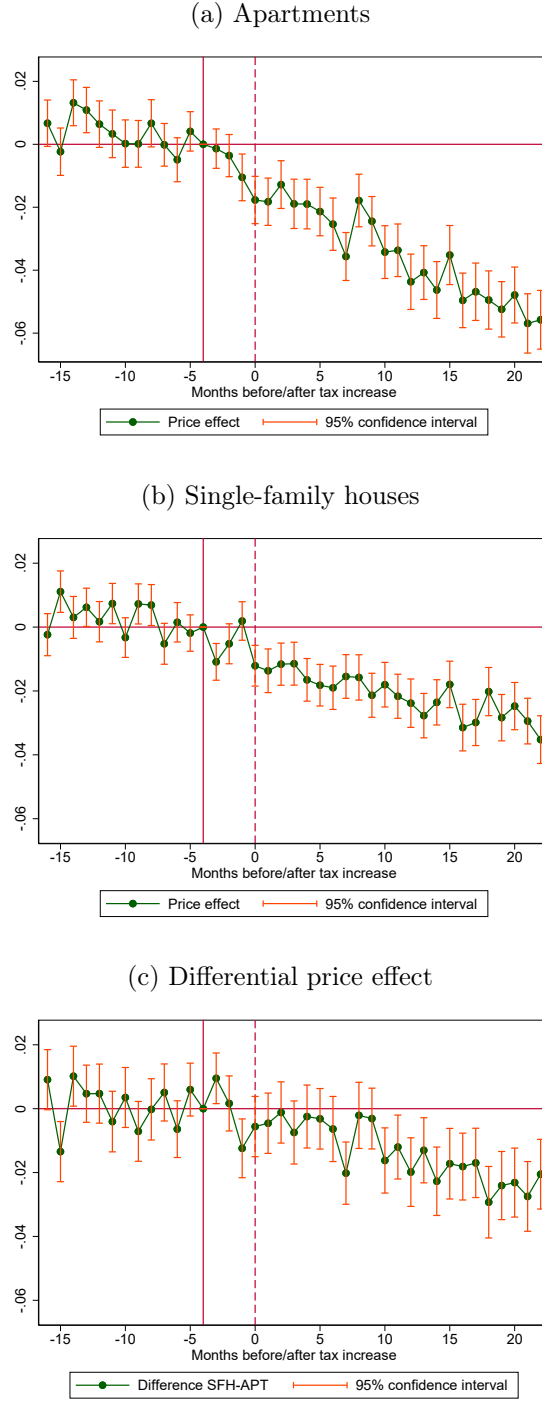 (a) Apartments
.02
0
-.02
-.04
-.06
-15 -10 -5 0 5 10 15 20
Months before/after tax increase
Price effect 95% confidence interval
(b) Single-family houses
.02
0
-.02
-.04
-.06
-15 -10 -5 0 5 10 15 20
Months before/after tax increase
Price effect 95% confidence interval
(c) Differential price effect
.02
0
-.02
-.04
-.06
-15 -10 -5 0 5 10 15 20
Months before/after tax increase
Difference SFH-APT 95% confidence interval